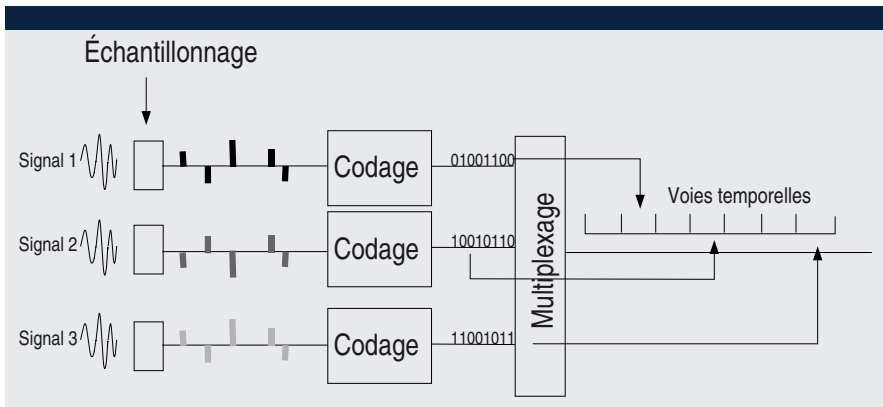 Échantillonnage
Signal 1
Codage
01001100
Voies temporelles
Signal 2
Codage
10010110
Multiplexage
Signal 3
Codage
11001011